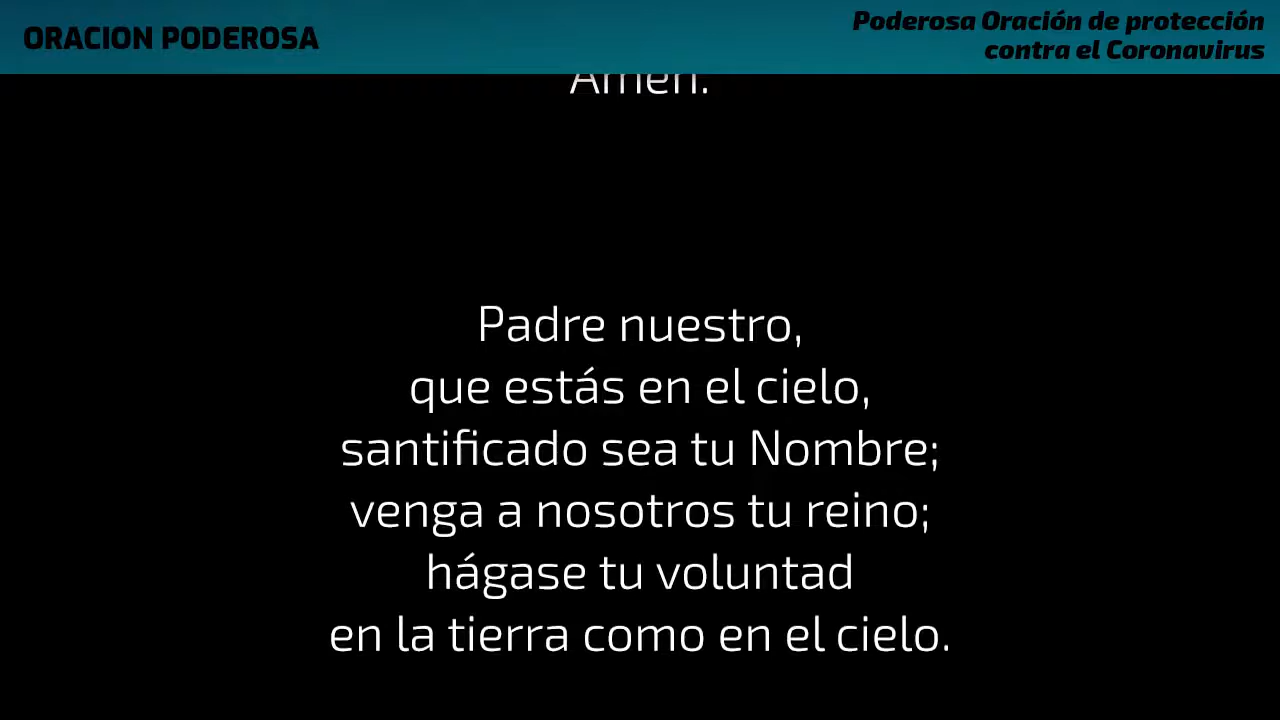 ORACION PODEROSA
Poderosa Oración de protección
contra el Coronavirus
Amén.
Padre nuestro,
que estás en el cielo,
santificado sea tu Nombre;
venga a nosotros tu reino;
hágase tu voluntad
en la tierra como en el cielo.